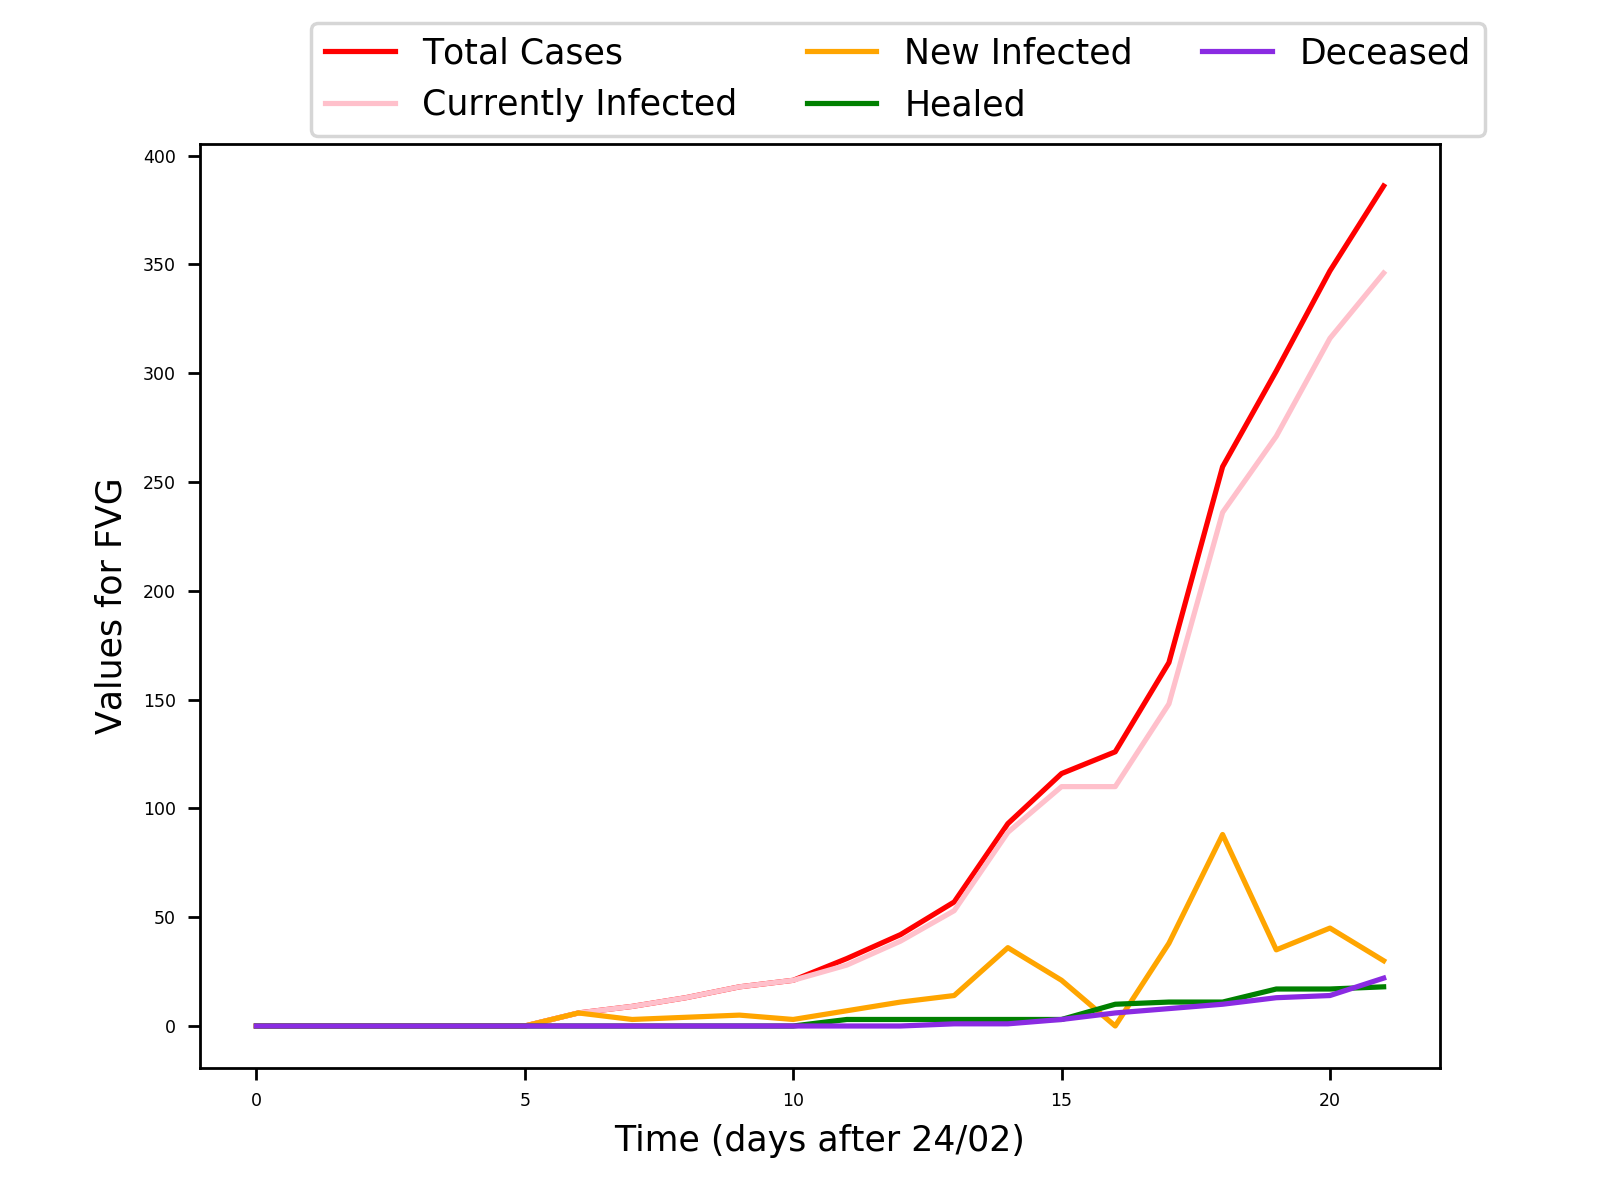 Total Cases New Infected Deceased
Currently Infected Healed
400
350
300
250
200
150
100
50
0
Values for FVG
0 5 10 15 20
Time (days after 24/02)